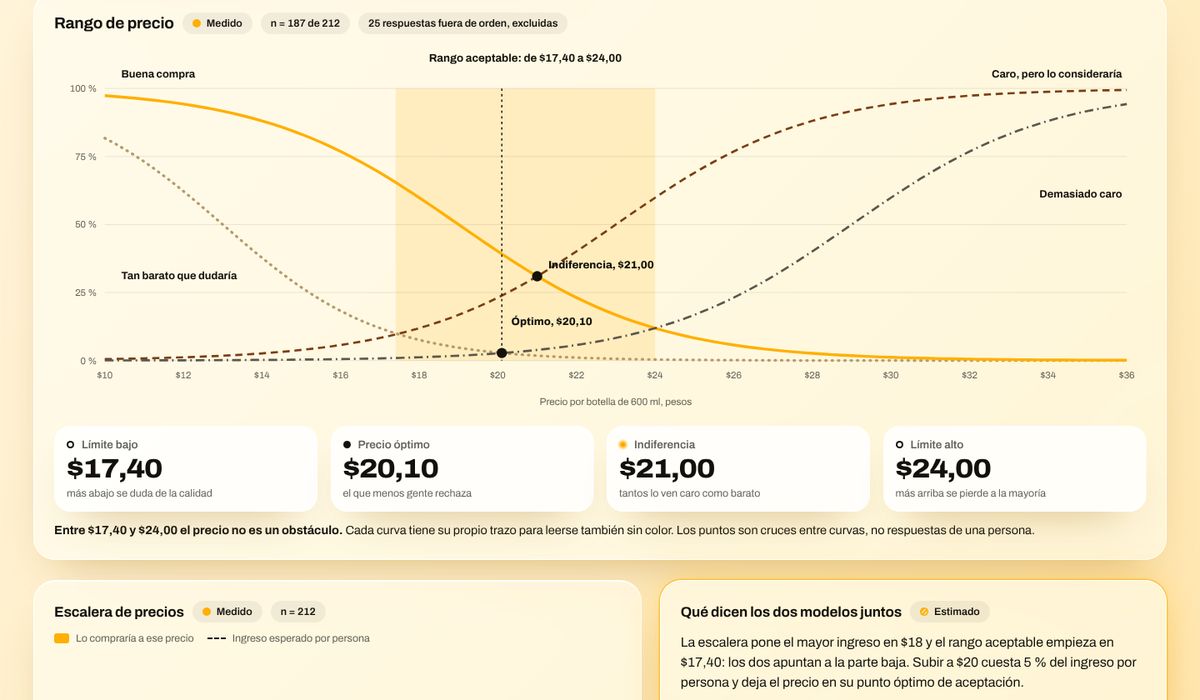 Rango de precio
Medido
n = 187 de 212
25 respuestas fuera de orden, excluidas
Rango aceptable: de $17,40 a $24,00
Buena compra
Caro, pero lo consideraría
100 %
75 %
Demasiado caro
50 %
Indiferencia, $21,00
Tan barato que dudaría
25 %
Óptimo, $20,10
0 %
$10
$12
$14
$16
$18
$20
$22
$24
$26
$28
$30
$32
$34
$36
Precio por botella de 600 ml, pesos
Límite bajo
$17,40
más abajo se duda de la calidad
Precio óptimo
$20,10
el que menos gente rechaza
Indiferencia
$21,00
tantos lo ven caro como barato
Límite alto
$24,00
más arriba se pierde a la mayoría
Entre $17,40 y $24,00 el precio no es un obstáculo. Cada curva tiene su propio trazo para leerse también sin color. Los puntos son cruces entre curvas, no respuestas de una persona.
Escalera de precios
Medido
n = 212
Lo compraría a ese precio
Ingreso esperado por persona
Qué dicen los dos modelos juntos
Estimado
La escalera pone el mayor ingreso en $18 y el rango aceptable empieza en
$17,40: los dos apuntan a la parte baja. Subir a $20 cuesta 5 % del ingreso por
persona y deja el precio en su punto óptimo de aceptación.